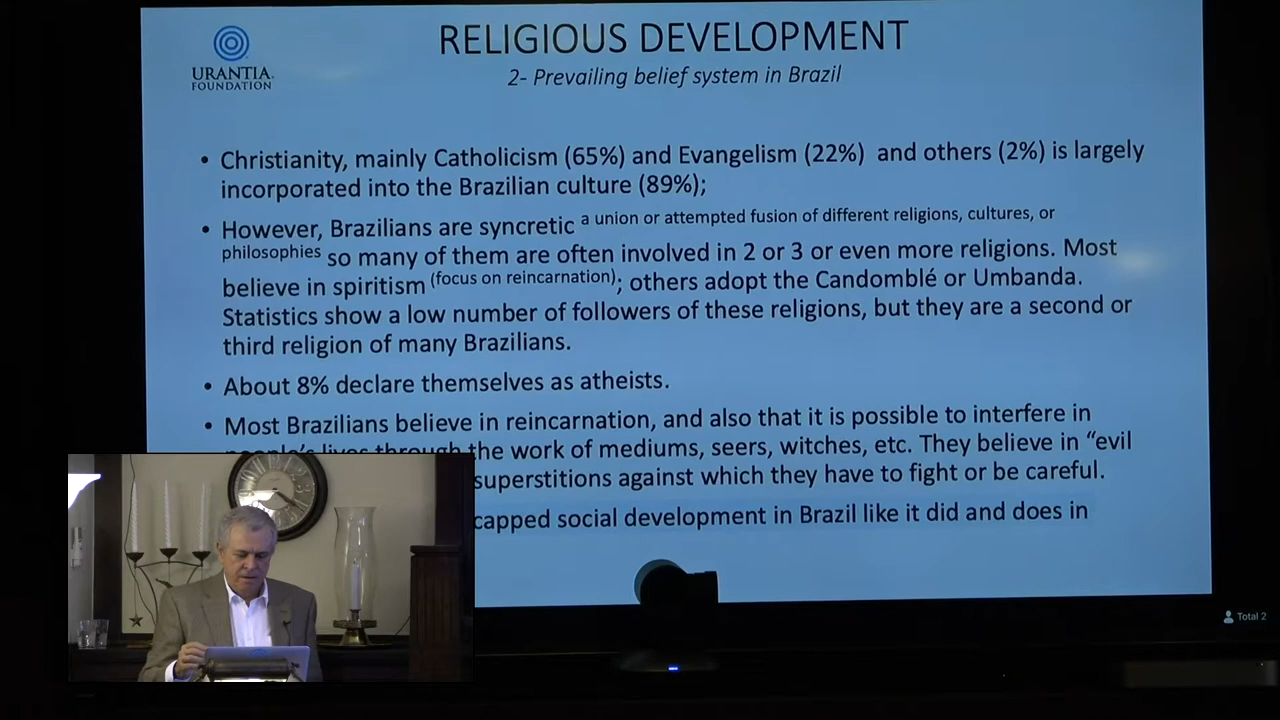 RELIGIOUS DEVELOPMENT
URANTIA
FOUNDATION
2- Prevailing belief system in Brazil
• Christianity, mainly Catholicism (65%) and Evangelism (22%) and others (2%) is largely
incorporated into the Brazilian culture (89%);
• However, Brazilians are syncretic a union or attempted fusion of different religions, cultures, or
philosophies so many of them are often involved in 2 or 3 or even more religions. Most
believe in spiritism (focus on reincarnation); others adopt the Candomblé or Umbanda.
Statistics show a low number of followers of these religions, but they are a second or
third religion of many Brazilians.
• About 8% declare themselves as atheists.
• Most Brazilians believe in reincarnation, and also that it is possible to interfere in
people's lives through the work of mediums, seers, witches, etc. They believe in “evil
superstitions against which they have to fight or be careful.
capped social development in Brazil like it did and does in
Total 2